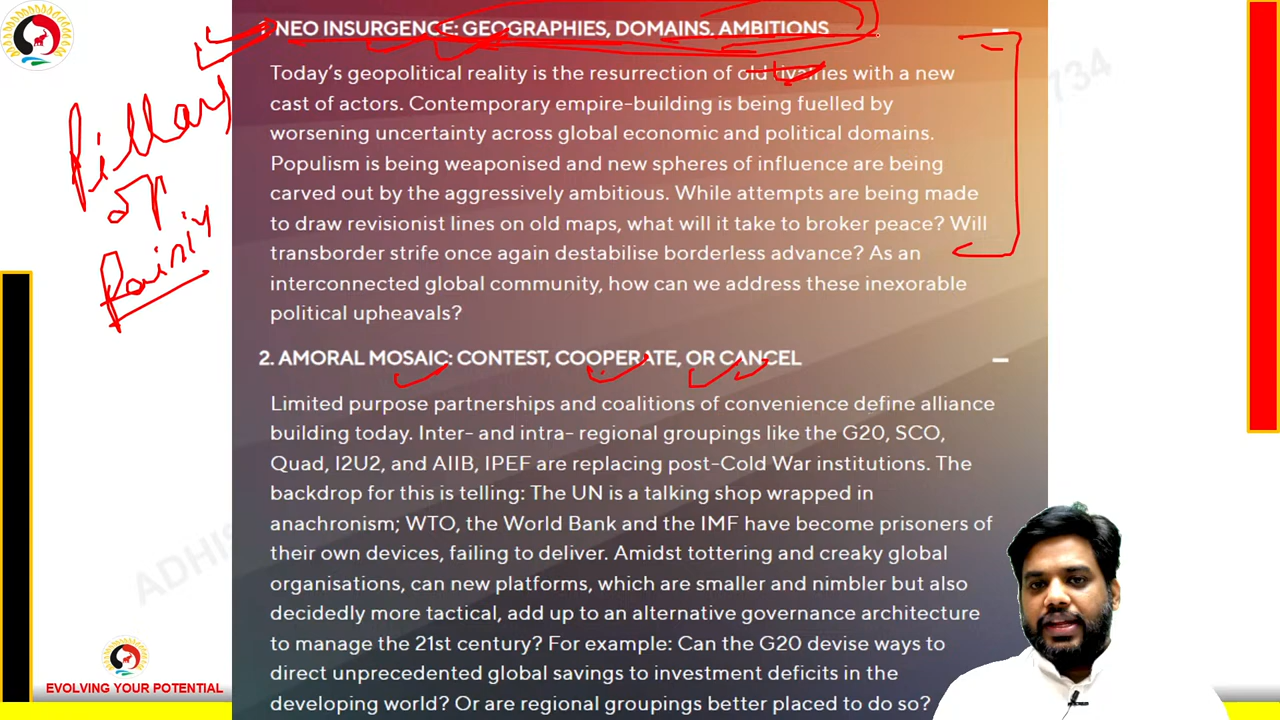 1. NEO INSURGENCE: GEOGRAPHIES, DOMAINS, AMBITIONS
Today's geopolitical reality is the resurrection of old rivalries with a new
cast of actors. Contemporary empire-building is being fuelled by
worsening uncertainty across global economic and political domains.
Populism is being weaponised and new spheres of influence are being
carved out by the aggressively ambitious. While attempts are being made
to draw revisionist lines on old maps, what will it take to broker peace? Will
transborder strife once again destabilise borderless advance? As an
interconnected global community, how can we address these inexorable
political upheavals?
Pillars
of
2. AMORAL MOSAIC: CONTEST, COOPERATE, OR CANCEL
Limited purpose partnerships and coalitions of convenience define alliance
building today. Inter- and intra- regional groupings like the G20, SCO,
Quad, I2U2, and AIIB, IPEF are replacing post-Cold War institutions. The
backdrop for this is telling: The UN is a talking shop wrapped in
anachronism; WTO, the World Bank and the IMF have become prisoners of
their own devices, failing to deliver. Amidst tottering and creaky global
organisations, can new platforms, which are smaller and nimbler but also
decidedly more tactical, add up to an alternative governance architecture
to manage the 21st century? For example: Can the G20 devise ways to
direct unprecedented global savings to investment deficits in the
developing world? Or are regional groupings better placed to do so?
EVOLVING YOUR POTENTIAL
734
ADHIS